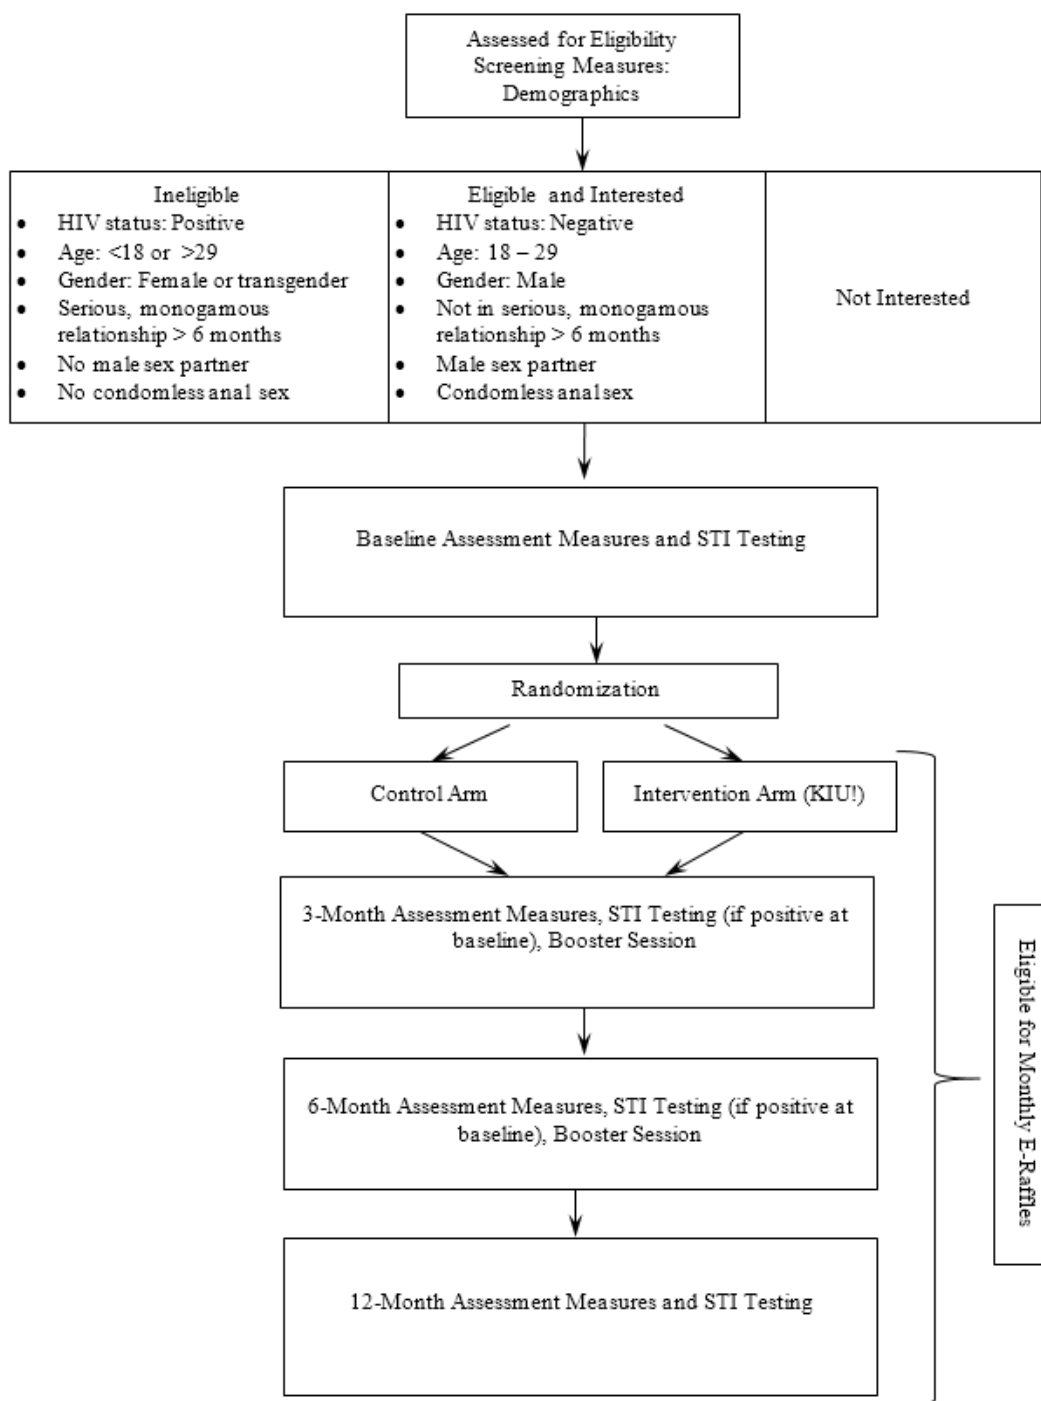 Assessed for Eligibility
Screening Measures:
Demographics
Ineligible
• HIV status: Positive
• Age: <18 or >29
• Gender: Female or transgender
• Serious, monogamous
relationship > 6 months
• No male sex partner
• No condomless anal sex
Eligible and Interested
• HIV status: Negative
• Age: 18 – 29
• Gender: Male
• Not in serious, monogamous
relationship > 6 months
• Male sex partner
• Condomless anal sex
Not Interested
Baseline Assessment Measures and STI Testing
Randomization
Control Arm
Intervention Arm (KIU!)
3-Month Assessment Measures, STI Testing (if positive at
baseline), Booster Session
6-Month Assessment Measures, STI Testing (if positive at
baseline), Booster Session
12-Month Assessment Measures and STI Testing
Eligible for Monthly E-Raffles